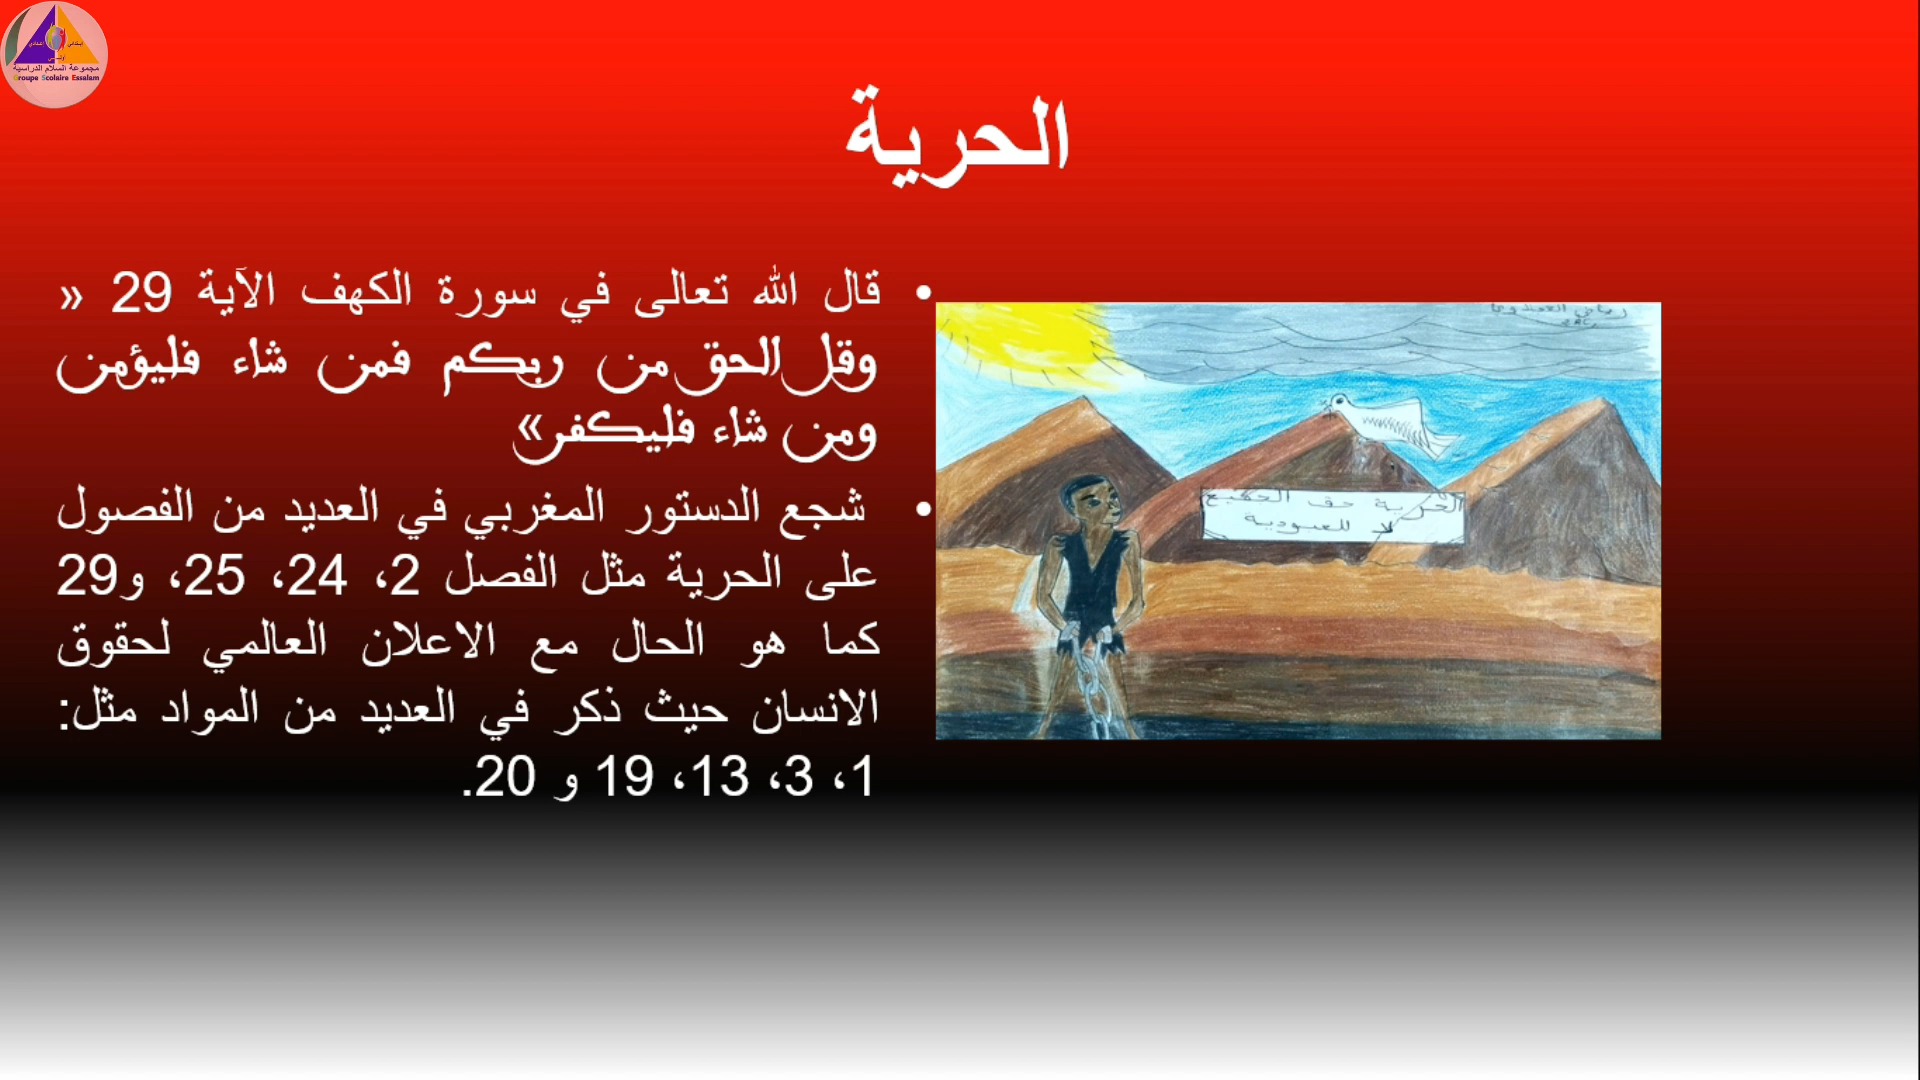 مجموعة السلام الدراسية
Groupe Scolaire Essalam
الحرية
• قال الله تعالى في سورة الكهف الآية 29 «
وقل الحق من ربكم فمن شاء فليؤمن
ومن شاء فليكفر»
• شجع الدستور المغربي في العديد من الفصول
على الحرية مثل الفصل 2، 24، 25، و29
كما هو الحال مع الاعلان العالمي لحقوق
الانسان حيث ذكر في العديد من المواد مثل:
1، 3، 13، 19 و 20.
الحرية حق الجميع
لا للعبودية